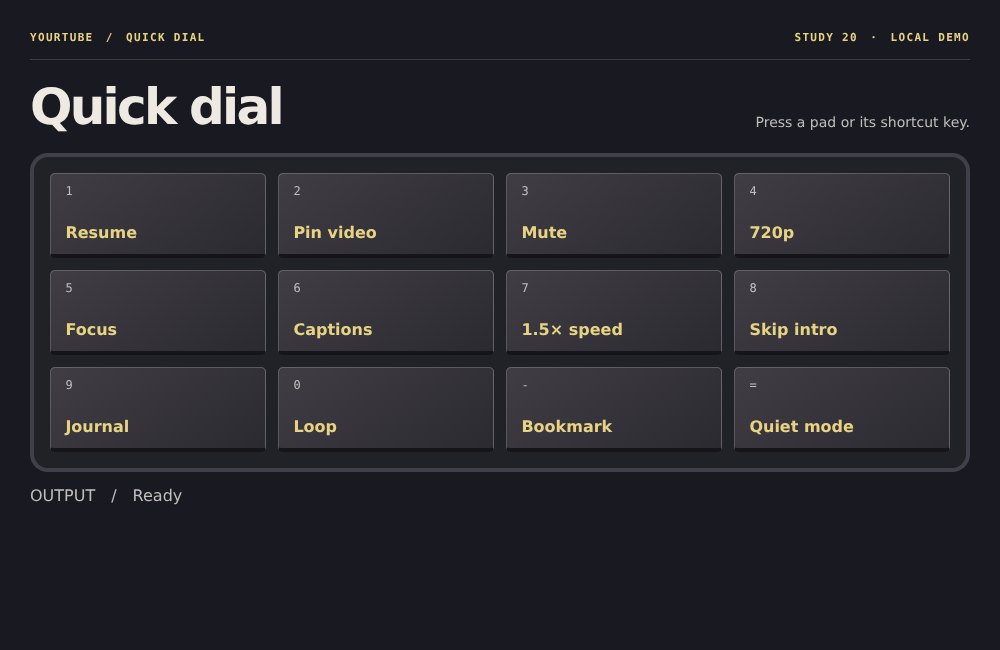 YOURTUBE / QUICK DIAL
STUDY 20 · LOCAL DEMO
Quick dial
Press a pad or its shortcut key.
1
Resume
2
Pin video
3
Mute
4
720p
5
Focus
6
Captions
7
1.5× speed
8
Skip intro
9
Journal
0
Loop
-
Bookmark
=
Quiet mode
OUTPUT / Ready